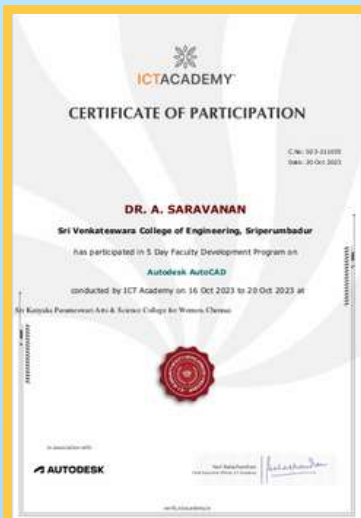 ICTACADEMY
CERTIFICATE OF PARTICIPATION
Date: 20 Oct 2023
DR. A. SARAVANAN
Sri Venkateswara College of Engineering, Sriperumbadur
has participated in 5 Day Faculty Development Program on
Autodesk AutoCAD
conducted by ICT Academy on 16 Oct 2023 to 20 Oct 2023 at
Sri Kanyaka Parameswari Arts & Science College for Women, Chennai
in association with
AUTODESK